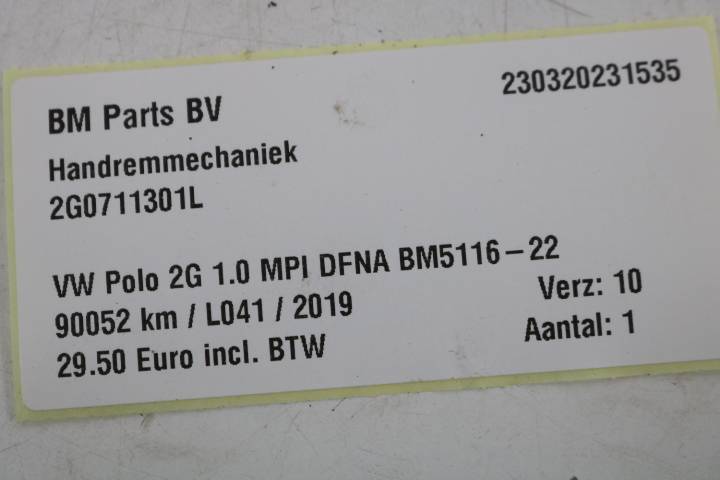 BM Parts BV
230320231535
Handremmechaniek
2G0711301L
VW Polo 2G 1.0 MPI DFNA BM5116-22
90052 km / L041 / 2019
Verz: 10
29.50 Euro incl. BTW
Aantal: 1